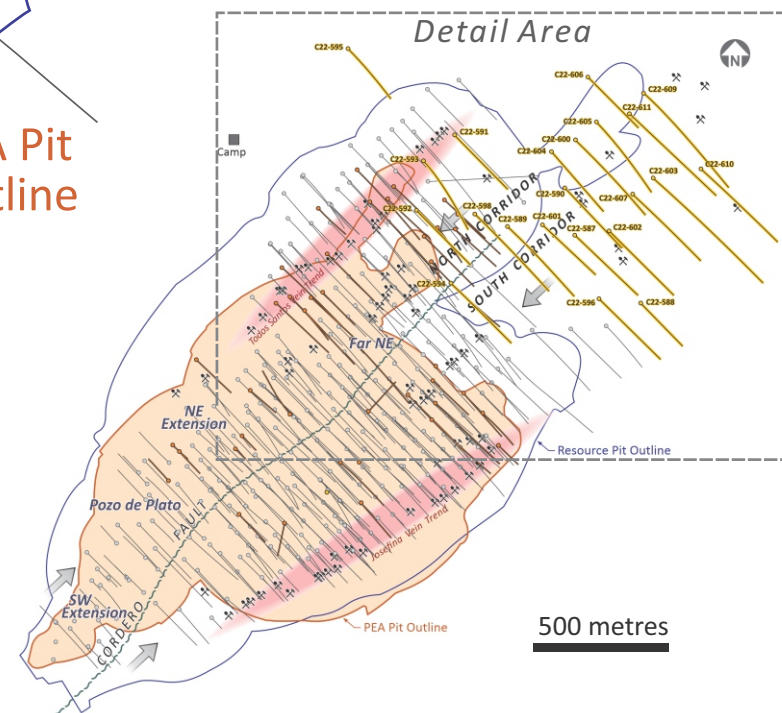 Detail Area
N
C22-595
C22-606
C22-609
C22-611
C22-605
C22-591
C22-600
Camp
C22-604
C22-593
C22-610
C22-603
A Pit
tline
C22-590
C22-607
C22-592
C22-598
C22-601
C22-589
C22-587
C22-602
NORTH CORRIDOR
SOUTH CORRIDOR
C22-594
C22-596
C22-588
Todos Santos Vein Trend
Far NE
NE
Extension
Resource Pit Outline
Pozo de Plato
Josefina Vein Trend
SW
Extension
CORDERO FAULT
PEA Pit Outline
500 metres